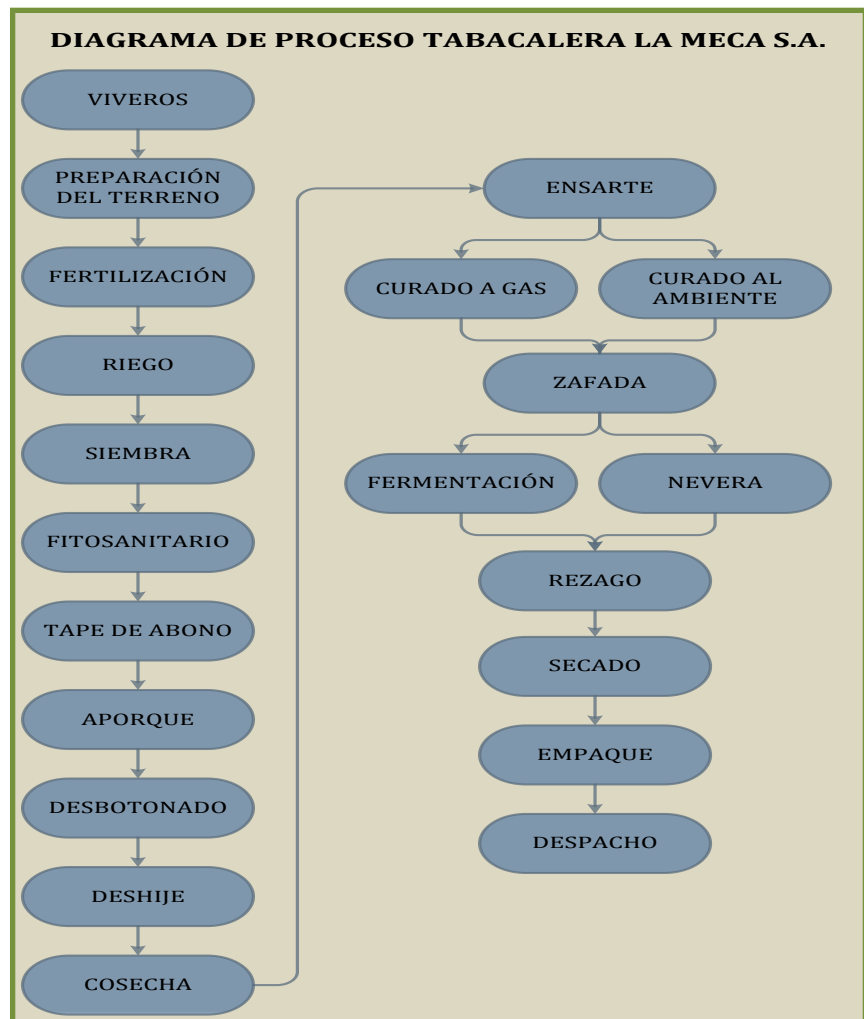 DIAGRAMA DE PROCESO TABACALERA LA MECA S.A.
VIVEROS
PREPARACIÓN
DEL TERRENO
FERTILIZACIÓN
RIEGO
SIEMBRA
FITOSANITARIO
TAPE DE ABONO
APORQUE
DESBOTONADO
DESHIJE
COSECHA
ENSARTE
CURADO A GAS
CURADO AL
AMBIENTE
ZAFADA
FERMENTACIÓN
NEVERA
REZAGO
SECADO
EMPAQUE
DESPACHO